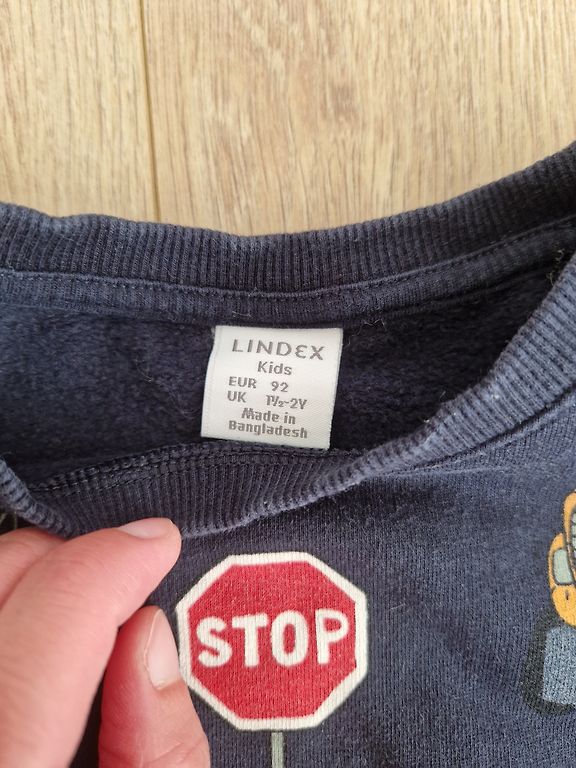 LINDEX
Kids
EUR 92
UK 1½-2Y
Made in
Bangladesh
STOP